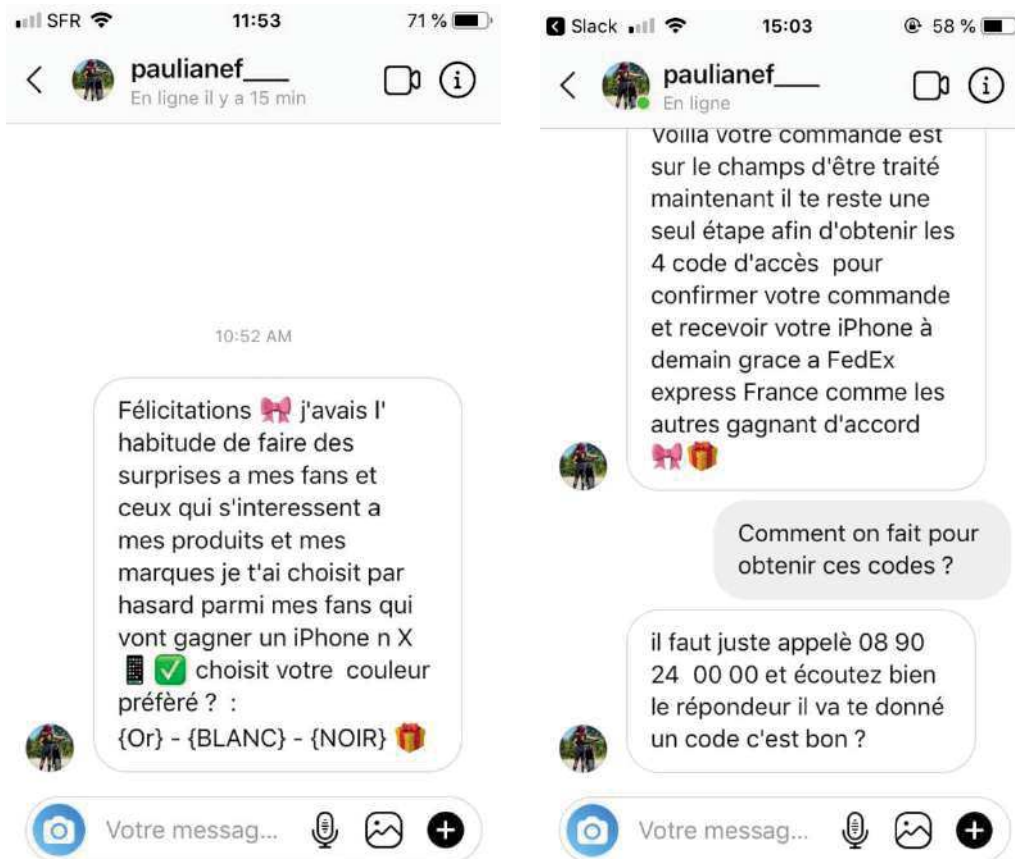 SFR 11:53 71 %
paulianef___
En ligne il y a 15 min
10:52 AM
Félicitations 🎀 j'avais l'
habitude de faire des
surprises a mes fans et
ceux qui s'interessent a
mes produits et mes
marques je t'ai choisit par
hasard parmi mes fans qui
vont gagner un iPhone n X
📱 ✅ choisit votre couleur
préfèré ? :
{Or} - {BLANC} - {NOIR} 🎁
Votre messag...
Slack 15:03 58 %
paulianef___
En ligne
Voilla votre commande est
sur le champs d'être traité
maintenant il te reste une
seul étape afin d'obtenir les
4 code d'accès pour
confirmer votre commande
et recevoir votre iPhone à
demain grace a FedEx
express France comme les
autres gagnant d'accord
🎀🎁
Comment on fait pour
obtenir ces codes ?
il faut juste appelè 08 90
24 00 00 et écoutez bien
le répondeur il va te donné
un code c'est bon ?
Votre messag...